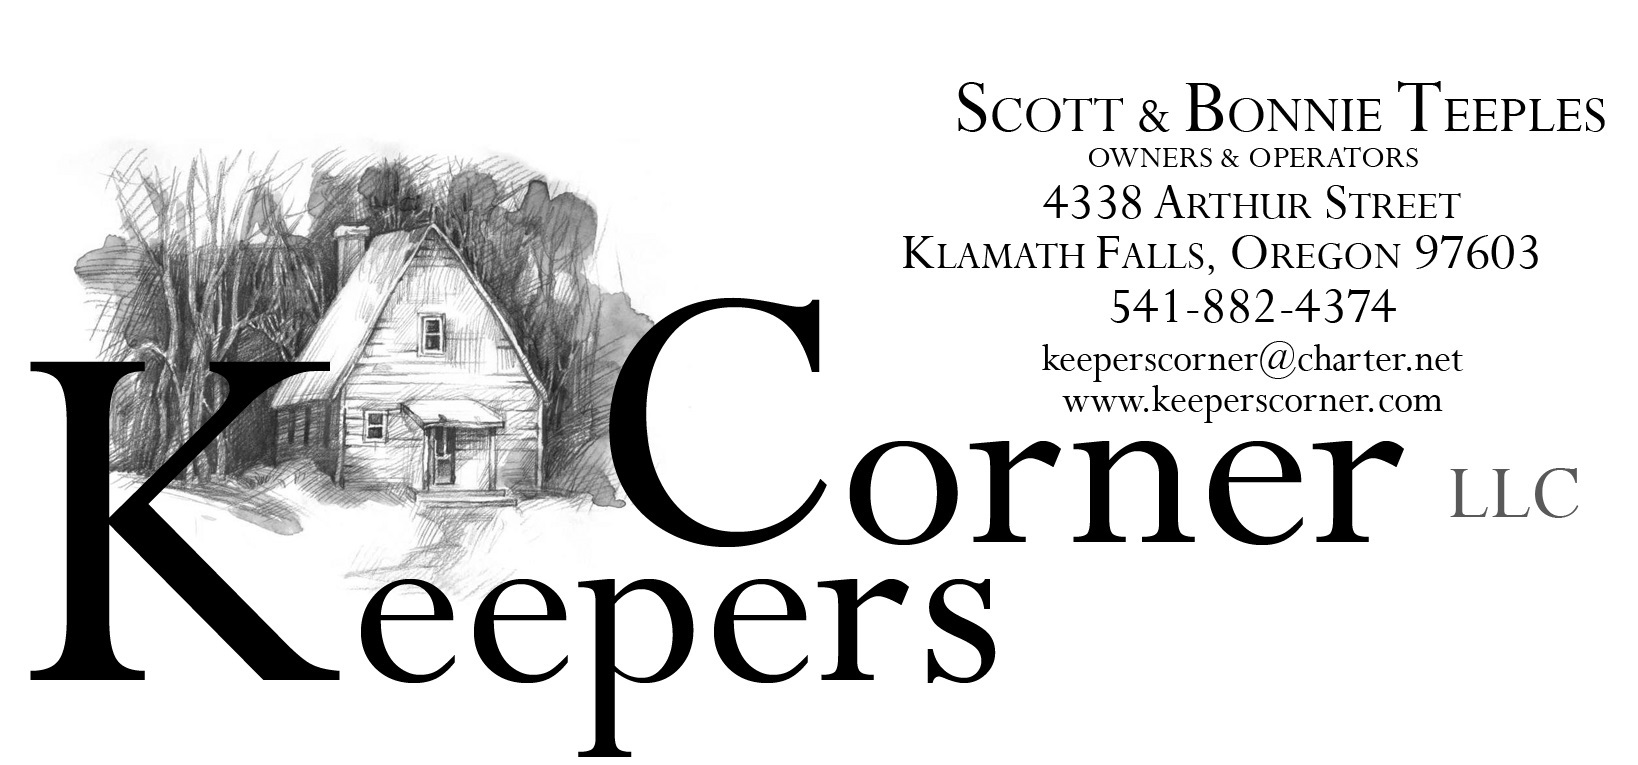 Scott & Bonnie Teeples
owners & operators
4338 Arthur Street
Klamath Falls, Oregon 97603
541-882-4374
keeperscorner@charter.net
www.keeperscorner.com
Keepers
Corner LLC